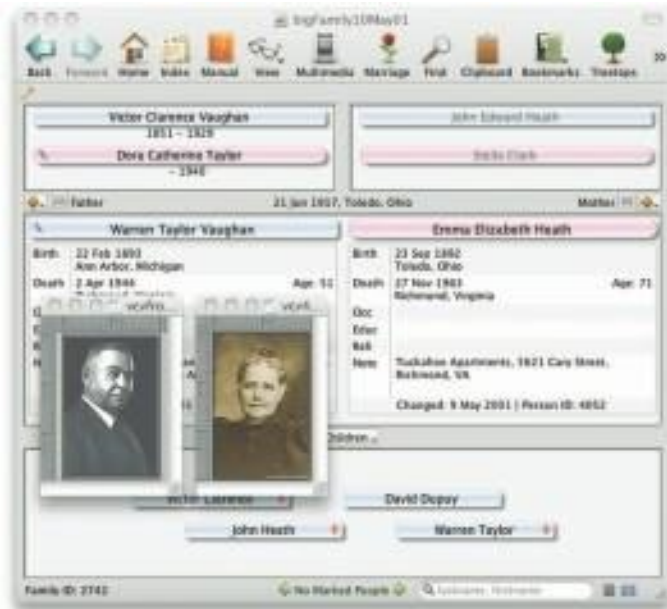 bigFamily10May01
Back Forward Home Index Manual View Multimedia Marriage Find Clipboard Bookmarks Treetops
Victor Clarence Vaughan
1851 - 1929
Dora Catherine Taylor
- 1940
John Edward Heath
Stella Clark
Father 21 Jun 1917, Toledo, Ohio Mother
Warren Taylor Vaughan
Birth 22 Feb 1893
Ann Arbor, Michigan
Death 2 Apr 1944 Age: 51
Emma Elizabeth Heath
Birth 23 Sep 1892
Toledo, Ohio
Death 27 Nov 1963 Age: 71
Richmond, Virginia
Occ
Educ
Reli
Note Tuckahoe Apartments, 5621 Cary Street,
Richmond, VA
Changed: 9 May 2001 | Person ID: 4052
Children
Victor Clarence David Dupuy
John Heath Warren Taylor
Family ID: 2742 No Marked People